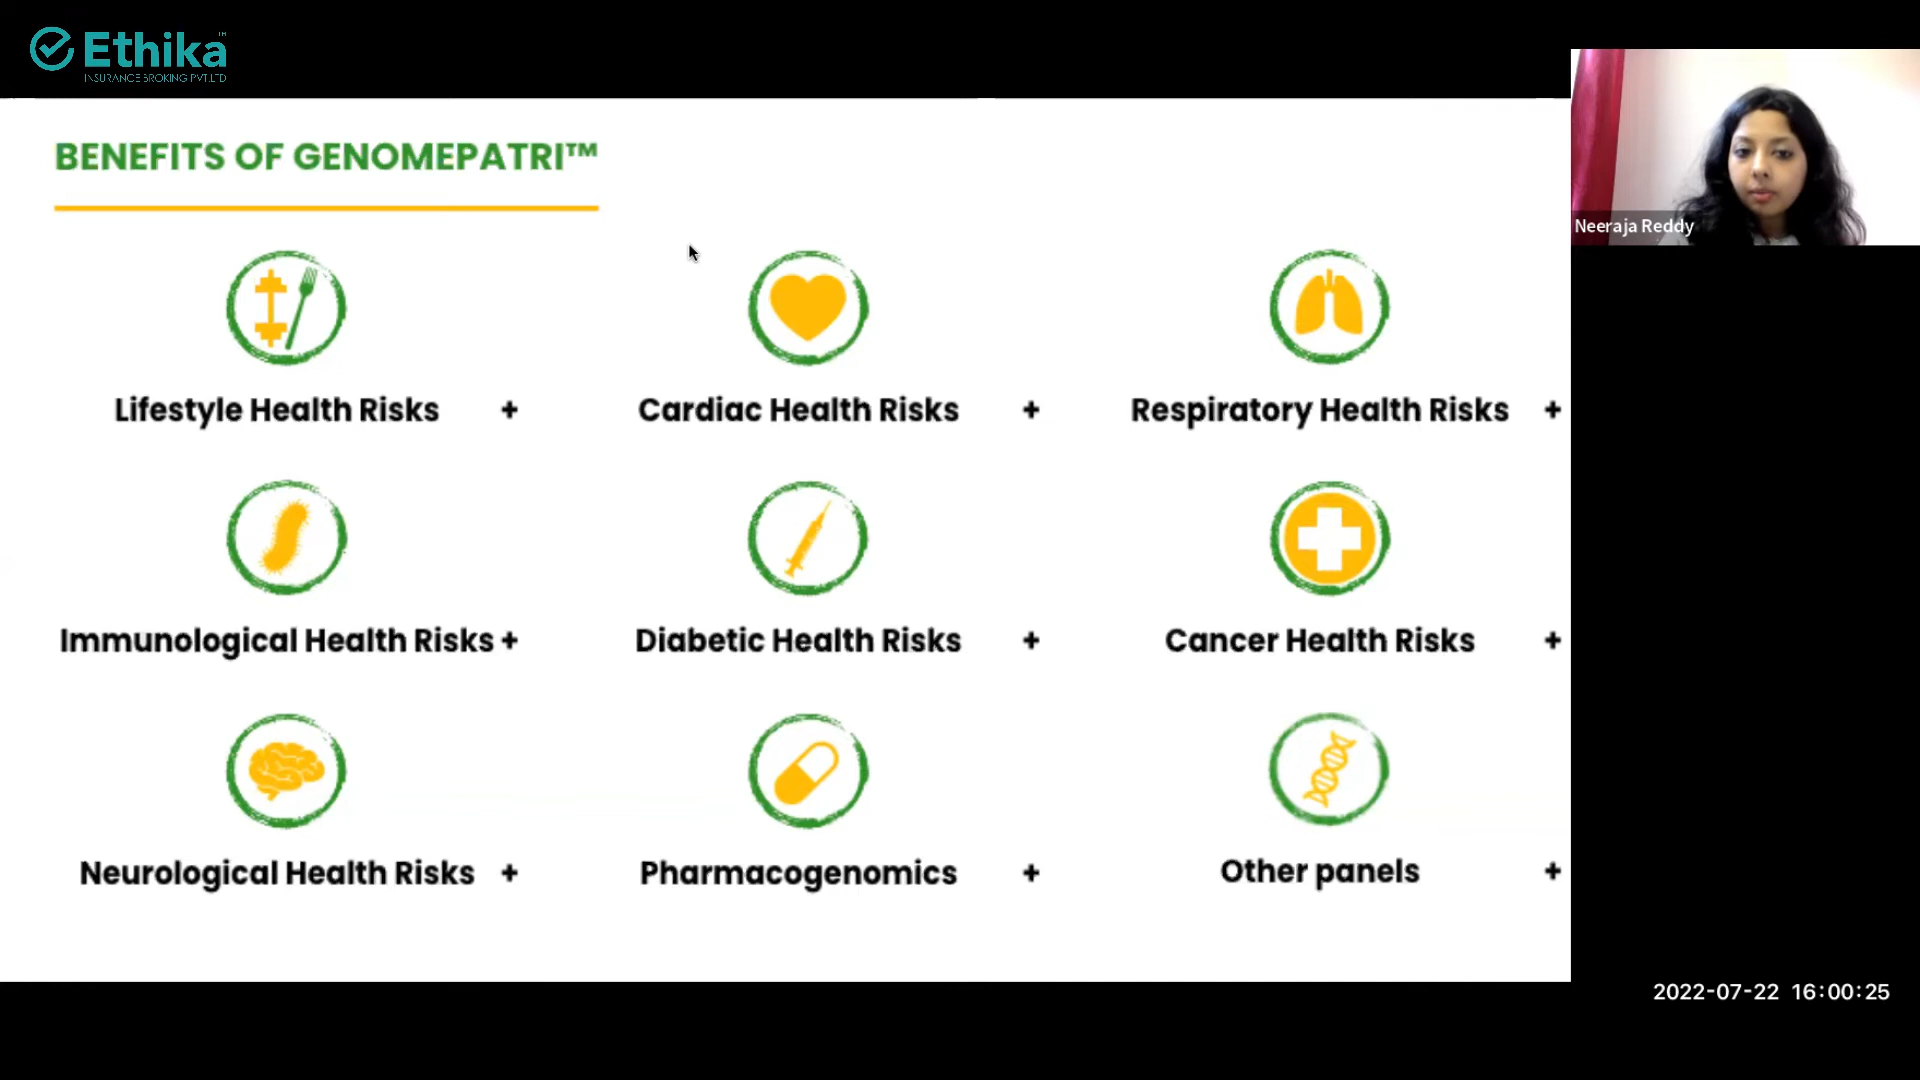 Ethika™
INSURANCE BROKING PVT.LTD
BENEFITS OF GENOMEPATRI™
Neeraja Reddy
Lifestyle Health Risks +
Cardiac Health Risks +
Respiratory Health Risks +
Immunological Health Risks +
Diabetic Health Risks +
Cancer Health Risks +
Neurological Health Risks +
Pharmacogenomics +
Other panels +
2022-07-22 16:00:25